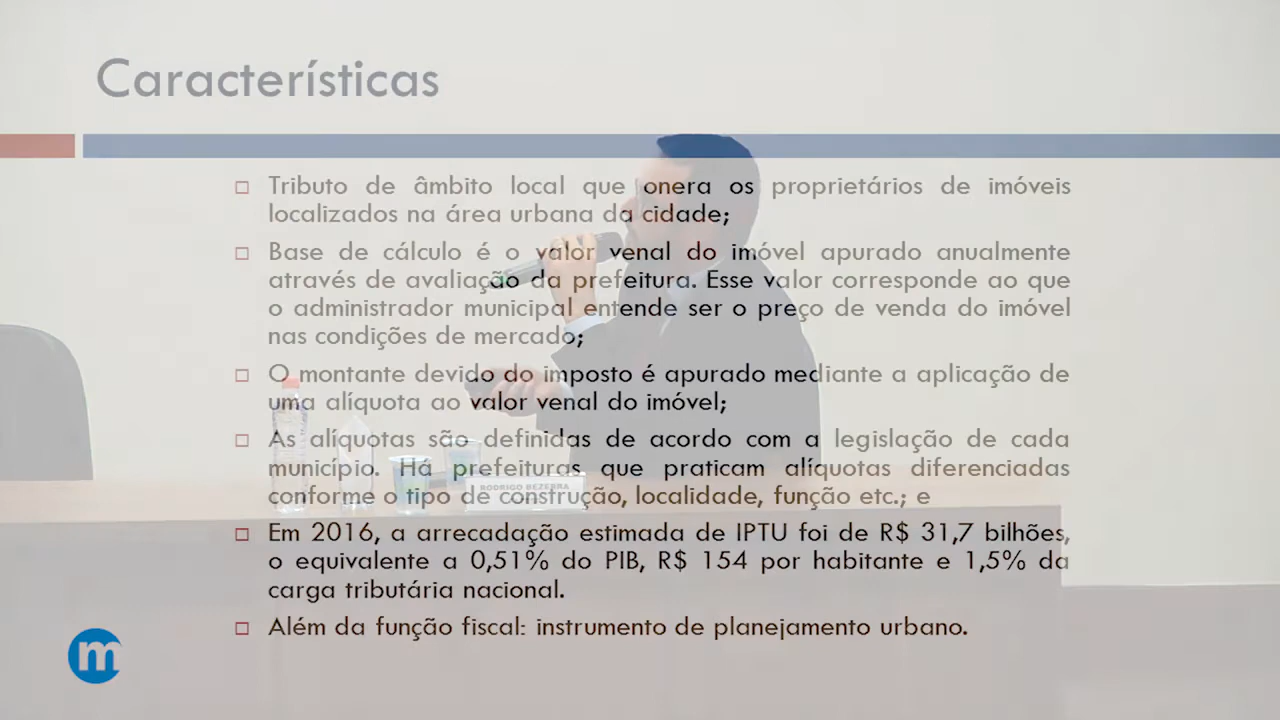 Características
Tributo de âmbito local que onera os proprietários de imóveis
localizados na área urbana da cidade;
Base de cálculo é o valor venal do imóvel apurado anualmente
através de avaliação da prefeitura. Esse valor corresponde ao que
o administrador municipal entende ser o preço de venda do imóvel
nas condições de mercado;
O montante devido do imposto é apurado mediante a aplicação de
uma alíquota ao valor venal do imóvel;
As alíquotas são definidas de acordo com a legislação de cada
município. Há prefeituras que praticam alíquotas diferenciadas
RODRIGO BEZERRA
conforme o tipo de construção, localidade, função etc.; e
Em 2016, a arrecadação estimada de IPTU foi de R$ 31,7 bilhões,
o equivalente a 0,51% do PIB, R$ 154 por habitante e 1,5% da
carga tributária nacional.
Além da função fiscal: instrumento de planejamento urbano.
m